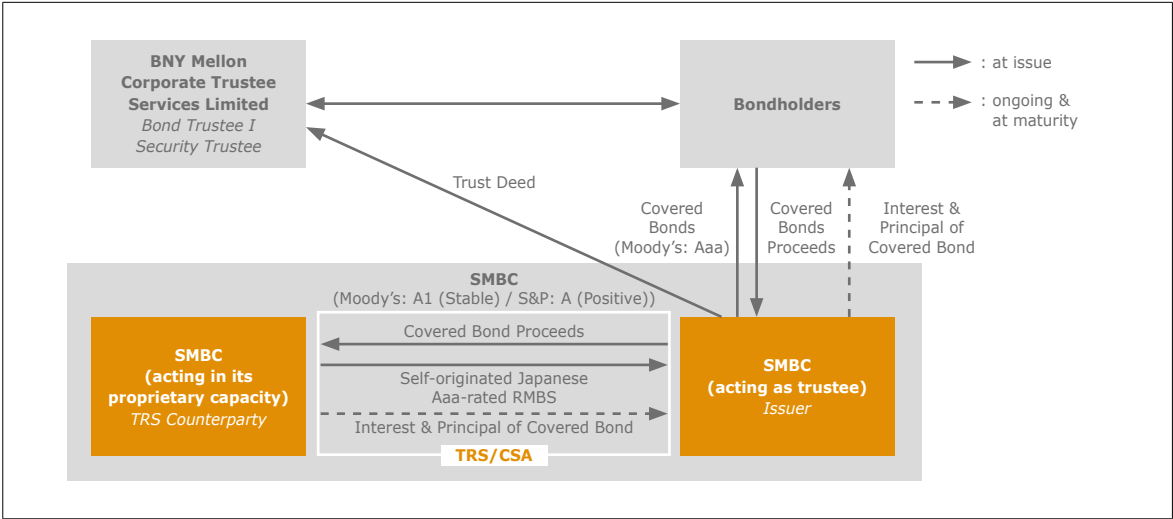 BNY Mellon
Corporate Trustee
Services Limited
Bond Trustee I
Security Trustee
Bondholders
: at issue
: ongoing &
at maturity
Trust Deed
Covered
Bonds
(Moody’s: Aaa)
Covered
Bonds
Proceeds
Interest &
Principal of
Covered Bond
SMBC
(Moody’s: A1 (Stable) / S&P: A (Positive))
SMBC
(acting in its
proprietary capacity)
TRS Counterparty
Covered Bond Proceeds
Self-originated Japanese
Aaa-rated RMBS
Interest & Principal of Covered Bond
TRS/CSA
SMBC
(acting as trustee)
Issuer